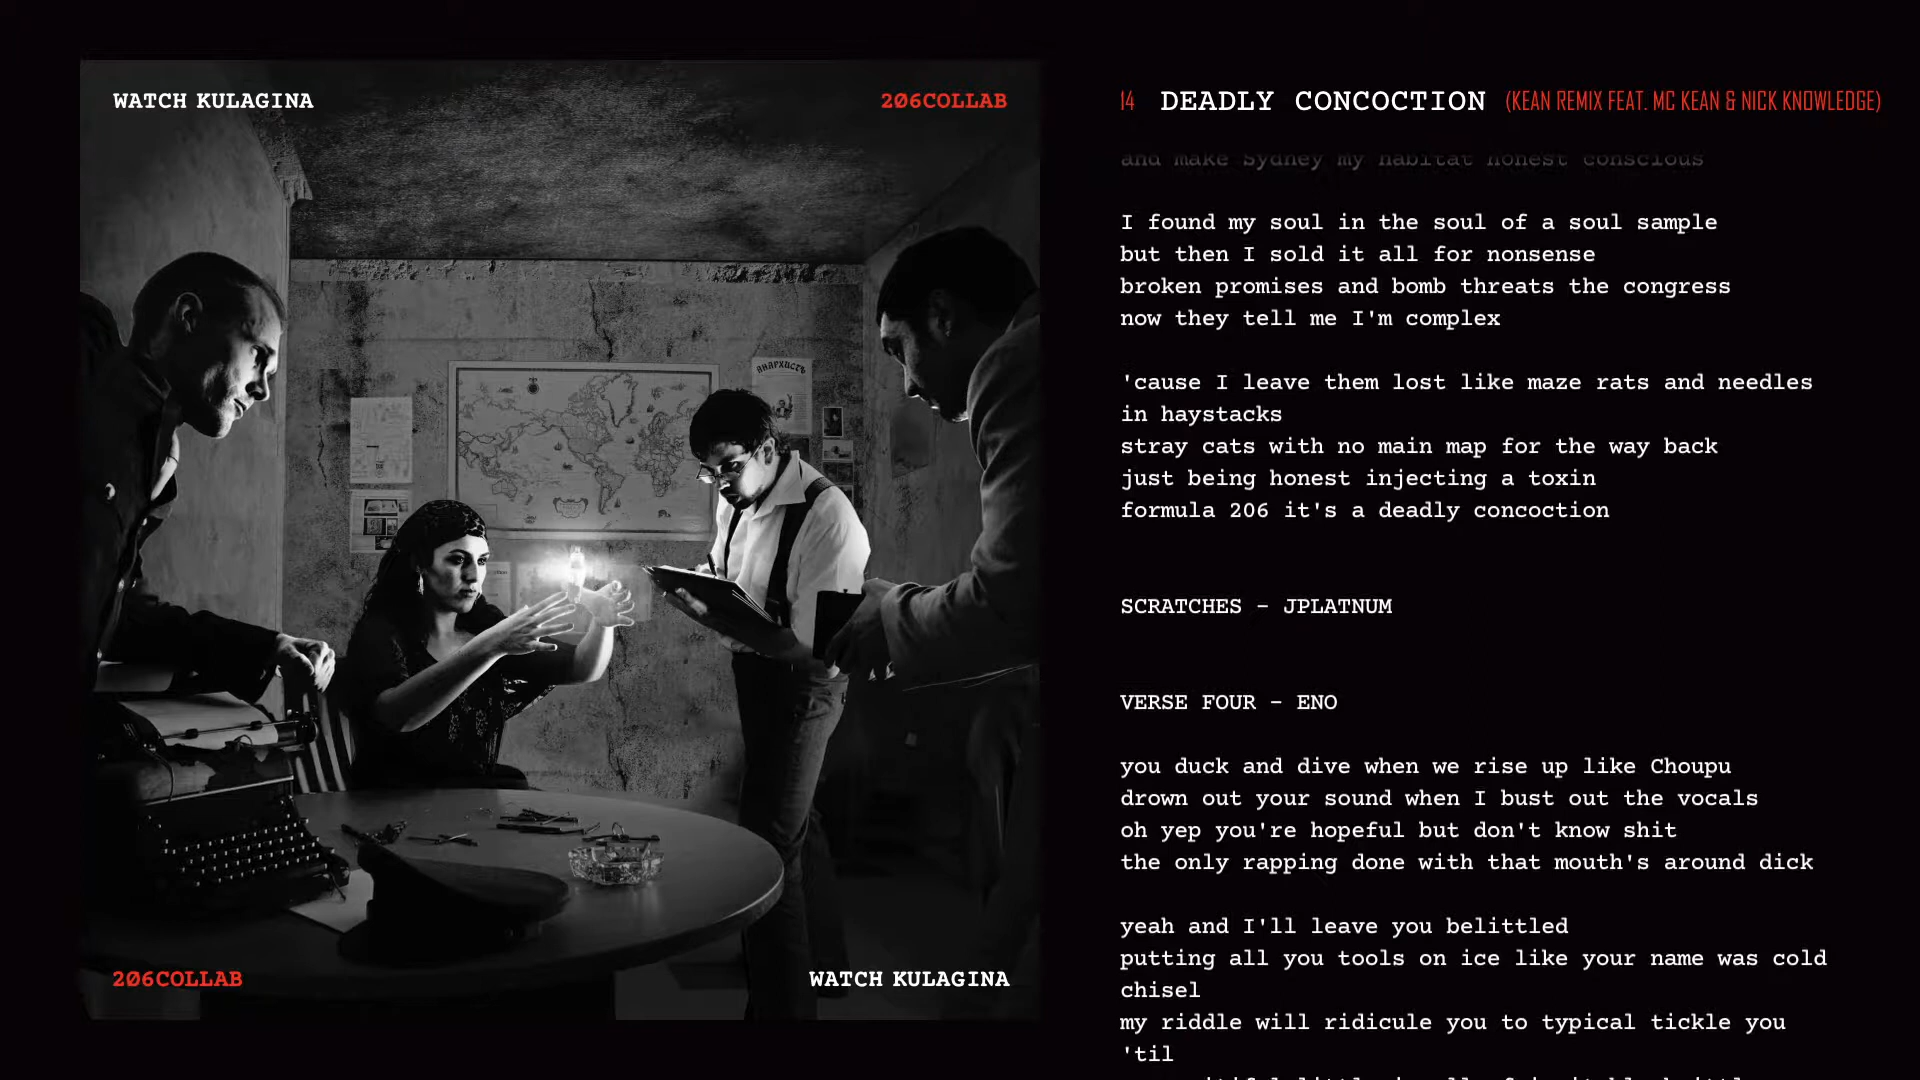 WATCH KULAGINA
206COLLAB
АНАРХИСТЪ
206COLLAB
WATCH KULAGINA
14 DEADLY CONCOCTION (KEAN REMIX FEAT. MC KEAN & NICK KNOWLEDGE)
and make Sydney my habitat honest conscious
I found my soul in the soul of a soul sample
but then I sold it all for nonsense
broken promises and bomb threats the congress
now they tell me I'm complex
'cause I leave them lost like maze rats and needles
in haystacks
stray cats with no main map for the way back
just being honest injecting a toxin
formula 206 it's a deadly concoction
SCRATCHES - JPLATNUM
VERSE FOUR - ENO
you duck and dive when we rise up like Choupu
drown out your sound when I bust out the vocals
oh yep you're hopeful but don't know shit
the only rapping done with that mouth's around dick
yeah and I'll leave you belittled
putting all you tools on ice like your name was cold
chisel
my riddle will ridicule you to typical tickle you
'til